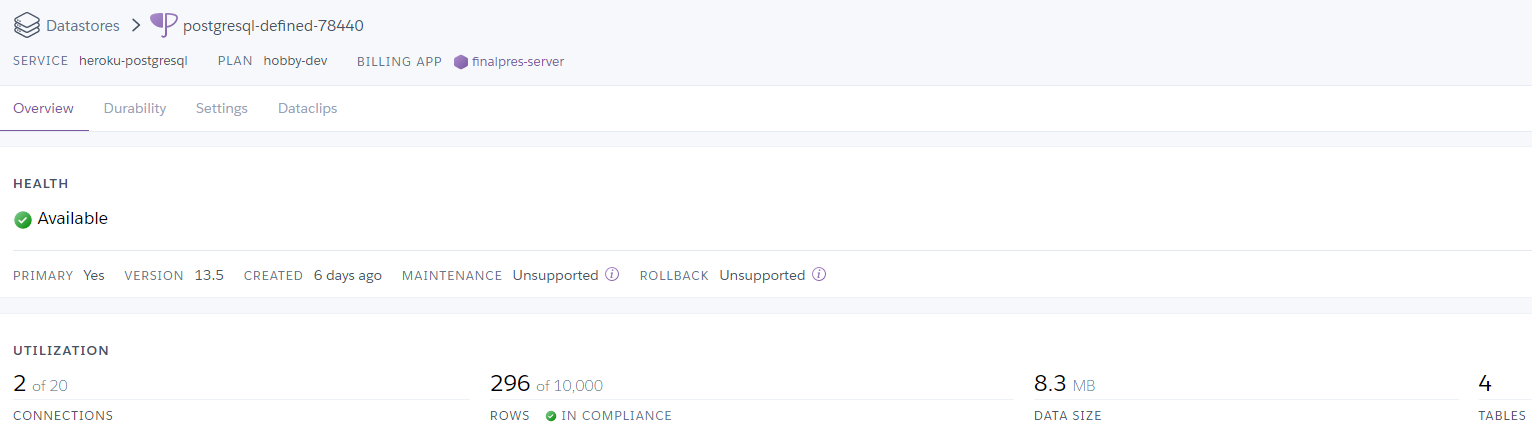 Datastores > postgresql-defined-78440
SERVICE heroku-postgresql PLAN hobby-dev BILLING APP finalpres-server
Overview Durability Settings Dataclips
HEALTH
Available
PRIMARY Yes VERSION 13.5 CREATED 6 days ago MAINTENANCE Unsupported ROLLBACK Unsupported
UTILIZATION
2 of 20 296 of 10,000 8.3 MB 4
CONNECTIONS ROWS IN COMPLIANCE DATA SIZE TABLES